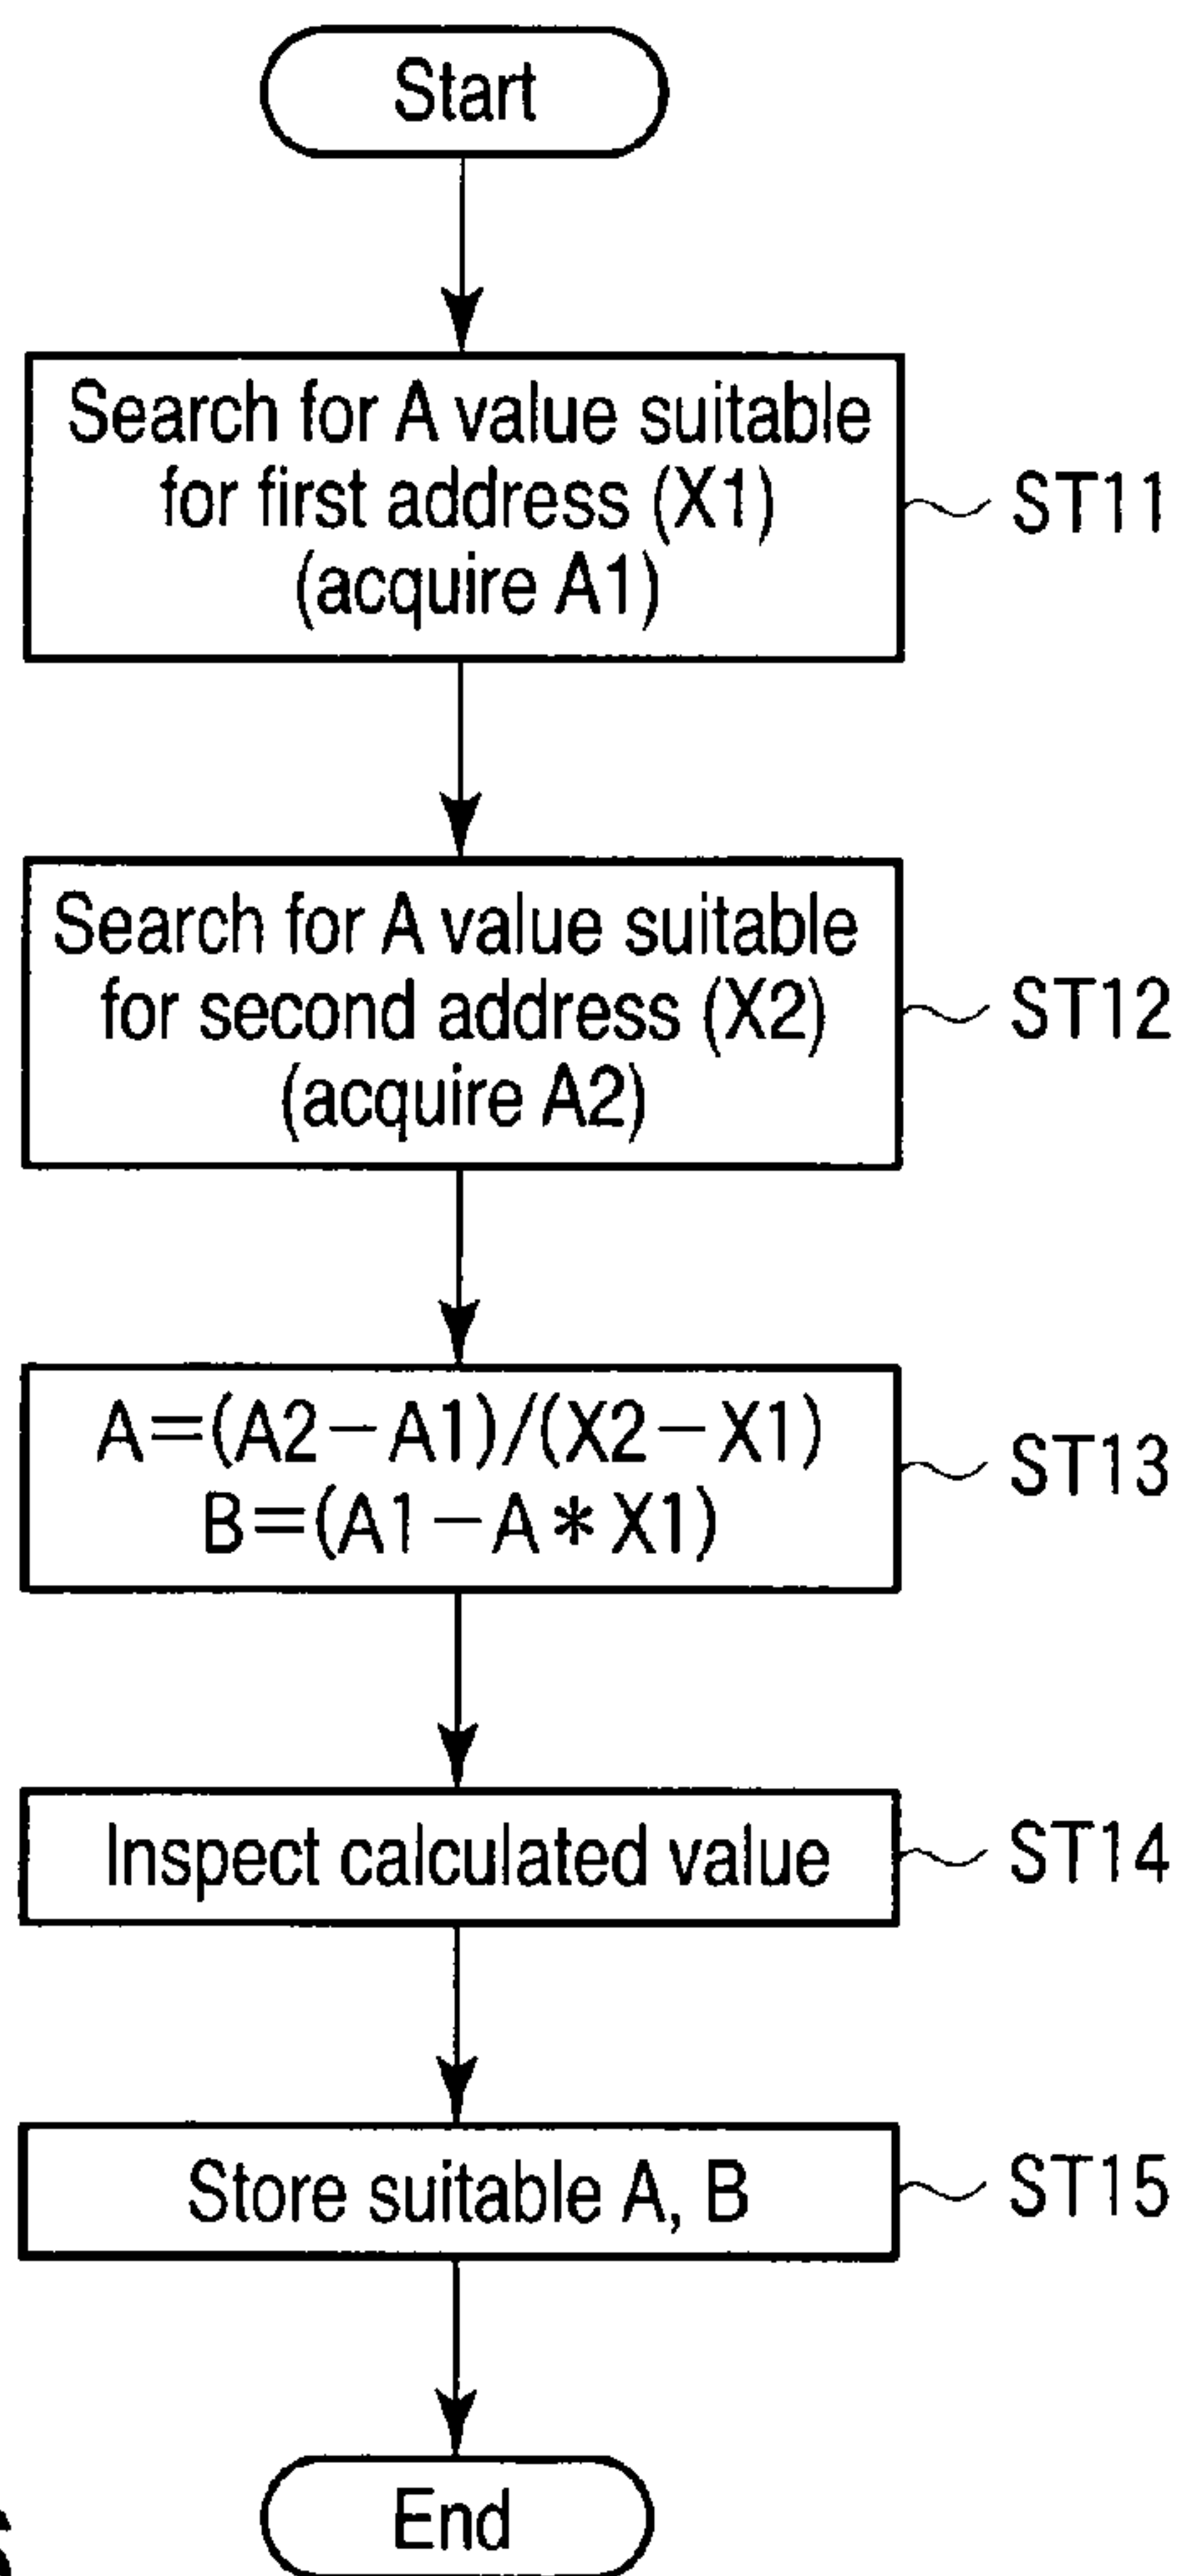 Start
Search for A value suitable
for first address (X1)
(acquire A1)
ST11
Search for A value suitable
for second address (X2)
(acquire A2)
ST12
A=(A2-A1)/(X2-X1)
B=(A1-A*X1)
ST13
Inspect calculated value
ST14
Store suitable A, B
ST15
End